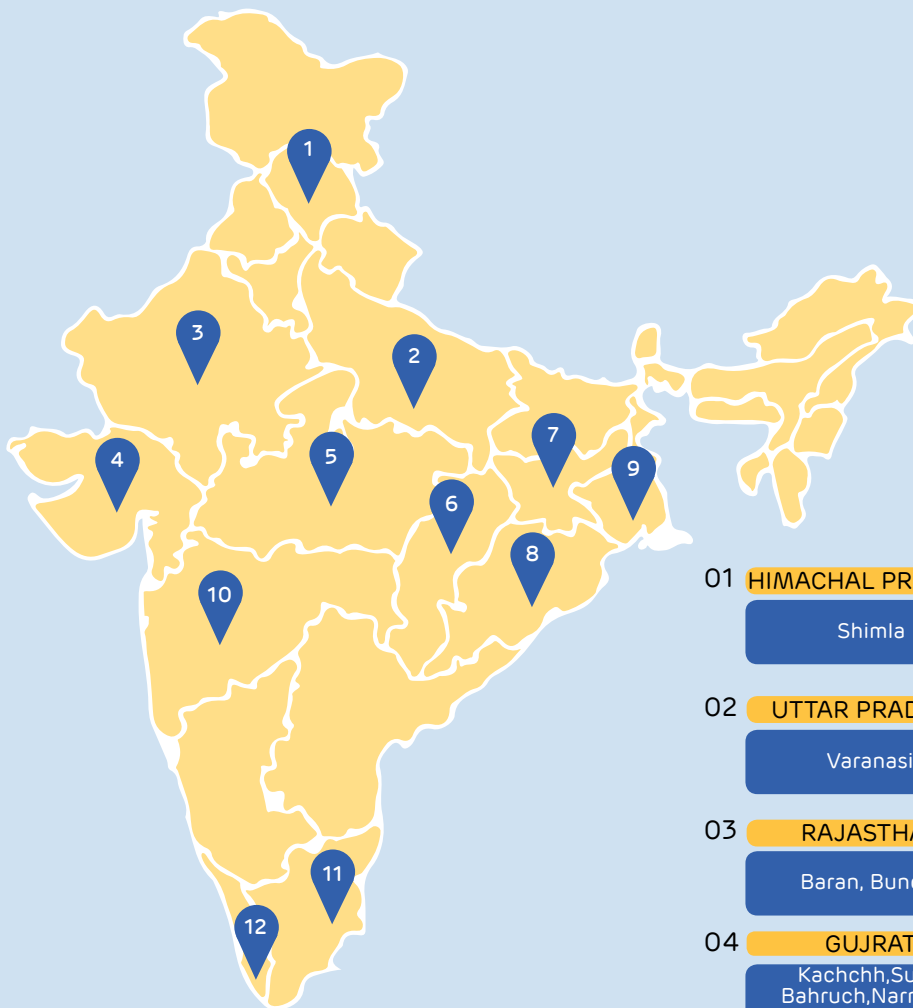 1
3
2
7
5
4
9
6
8
10
11
12
01 HIMACHAL PR
Shimla
02 UTTAR PRAD
Varanasi
03 RAJASTHA
Baran, Bun
04 GUJRAT
Kachchh,Su
Bahruch,Nar